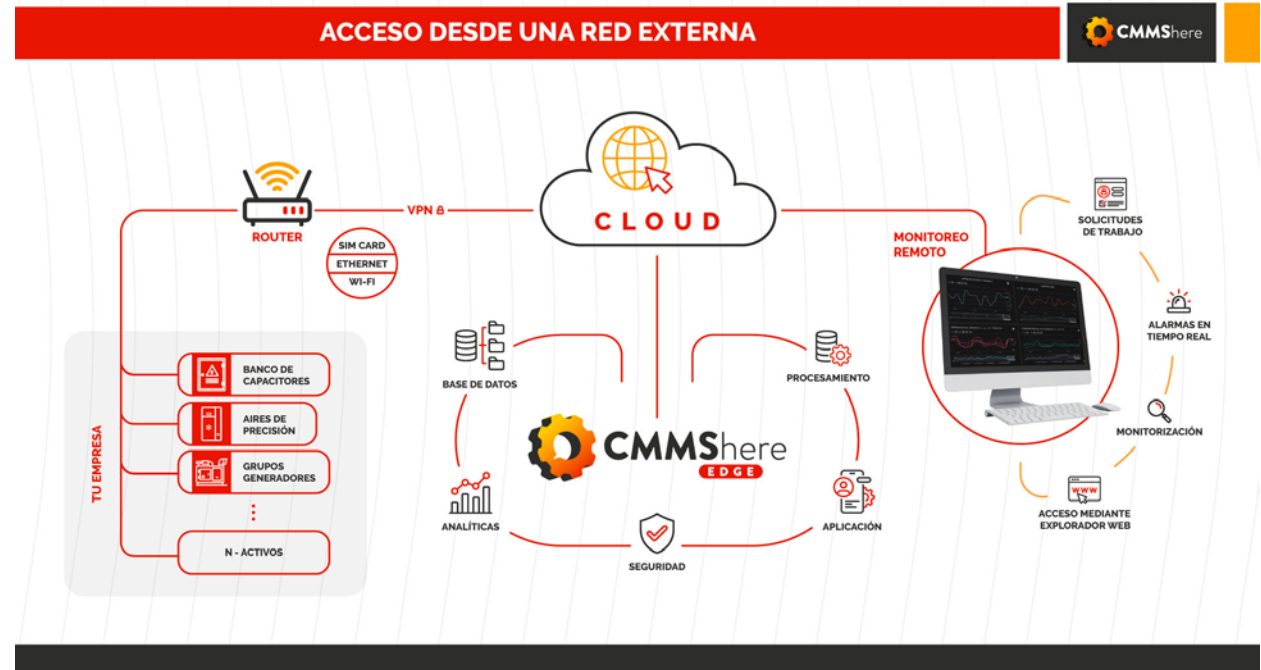 ACCESO DESDE UNA RED EXTERNA
CMMShere
ROUTER
VPN
SIM CARD
ETHERNET
WI-FI
CLOUD
MONITOREO
REMOTO
SOLICITUDES
DE TRABAJO
ALARMAS EN
TIEMPO REAL
MONITORIZACIÓN
WWW
ACCESO MEDIANTE
EXPLORADOR WEB
TU EMPRESA
BANCO DE
CAPACITORES
AIRES DE
PRECISIÓN
GRUPOS
GENERADORES
N - ACTIVOS
BASE DE DATOS
PROCESAMIENTO
CMMShere
EDGE
ANALÍTICAS
APLICACIÓN
SEGURIDAD